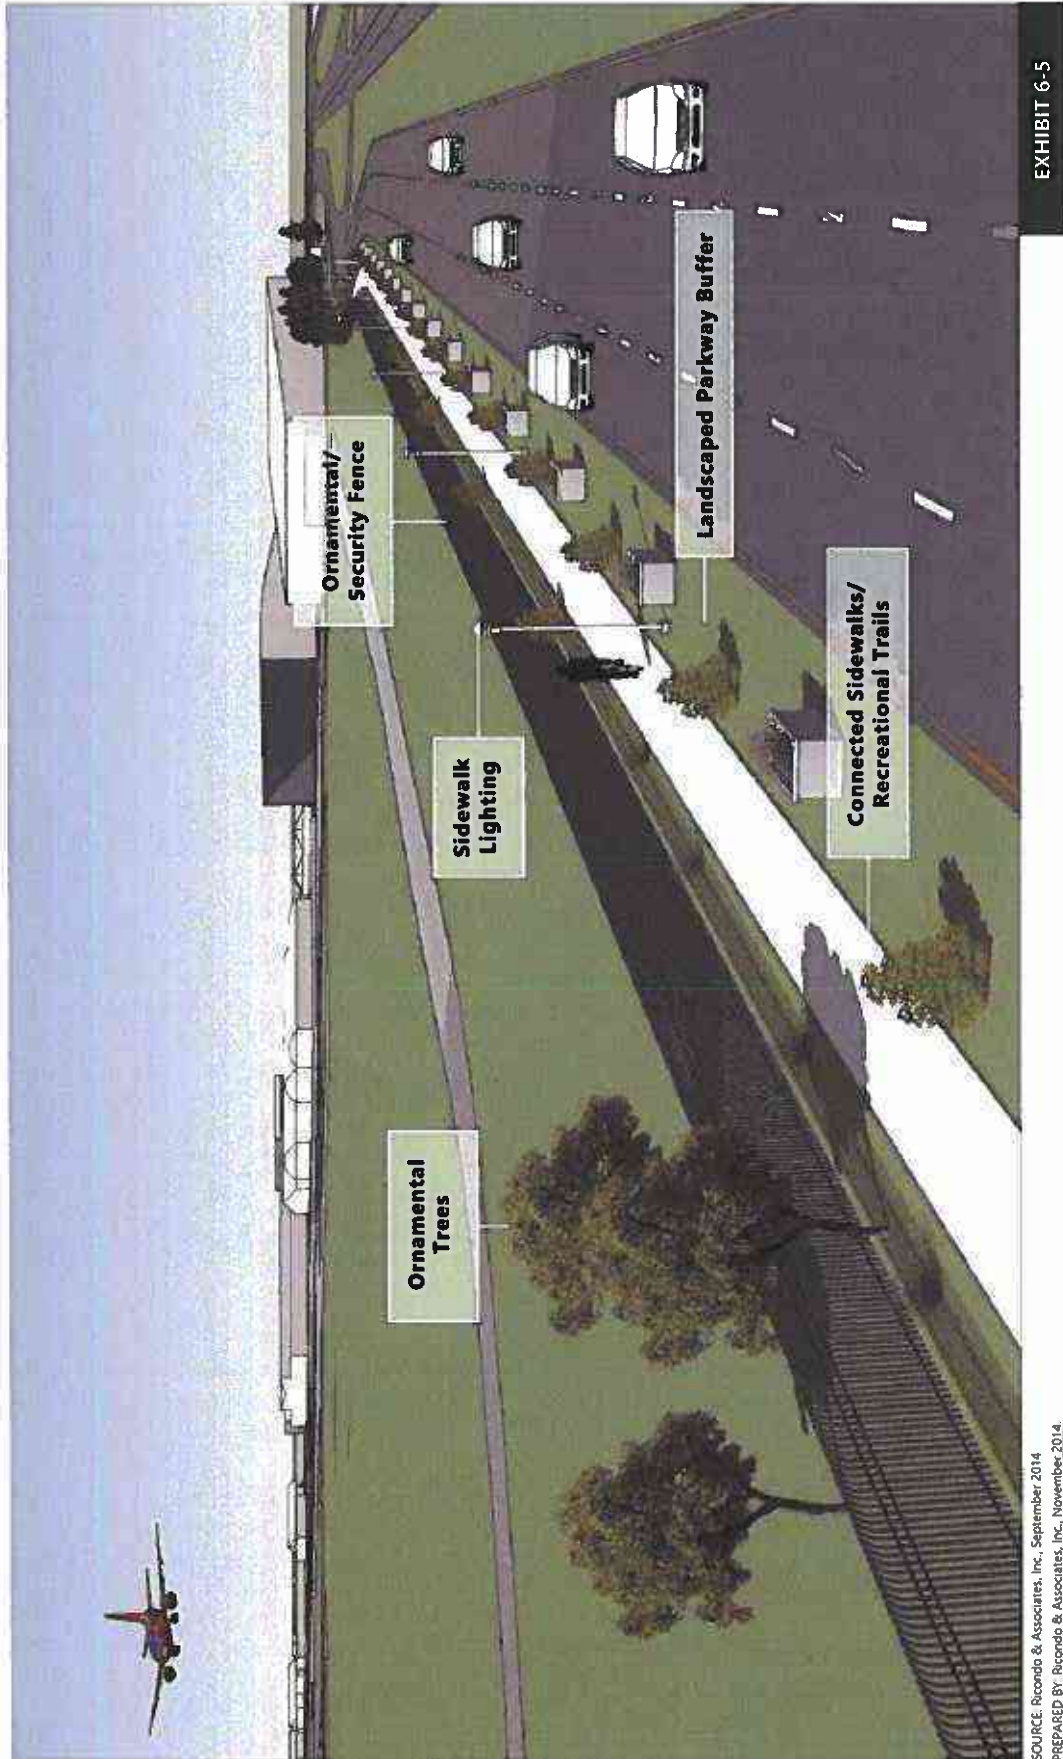 Ornamental
Trees
Sidewalk
Lighting
Ornamental/
Security Fence
Connected Sidewalks/
Recreational Trails
Landscaped Parkway Buffer
SOURCE: Ricondo & Associates, Inc., September 2014
PREPARED BY: Ricondo & Associates, Inc., November 2014.
EXHIBIT 6-5